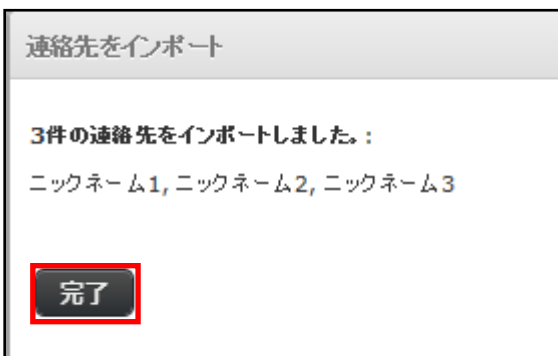 連絡先をインポート
3件の連絡先をインポートしました。:
ニックネーム1, ニックネーム2, ニックネーム3
完了